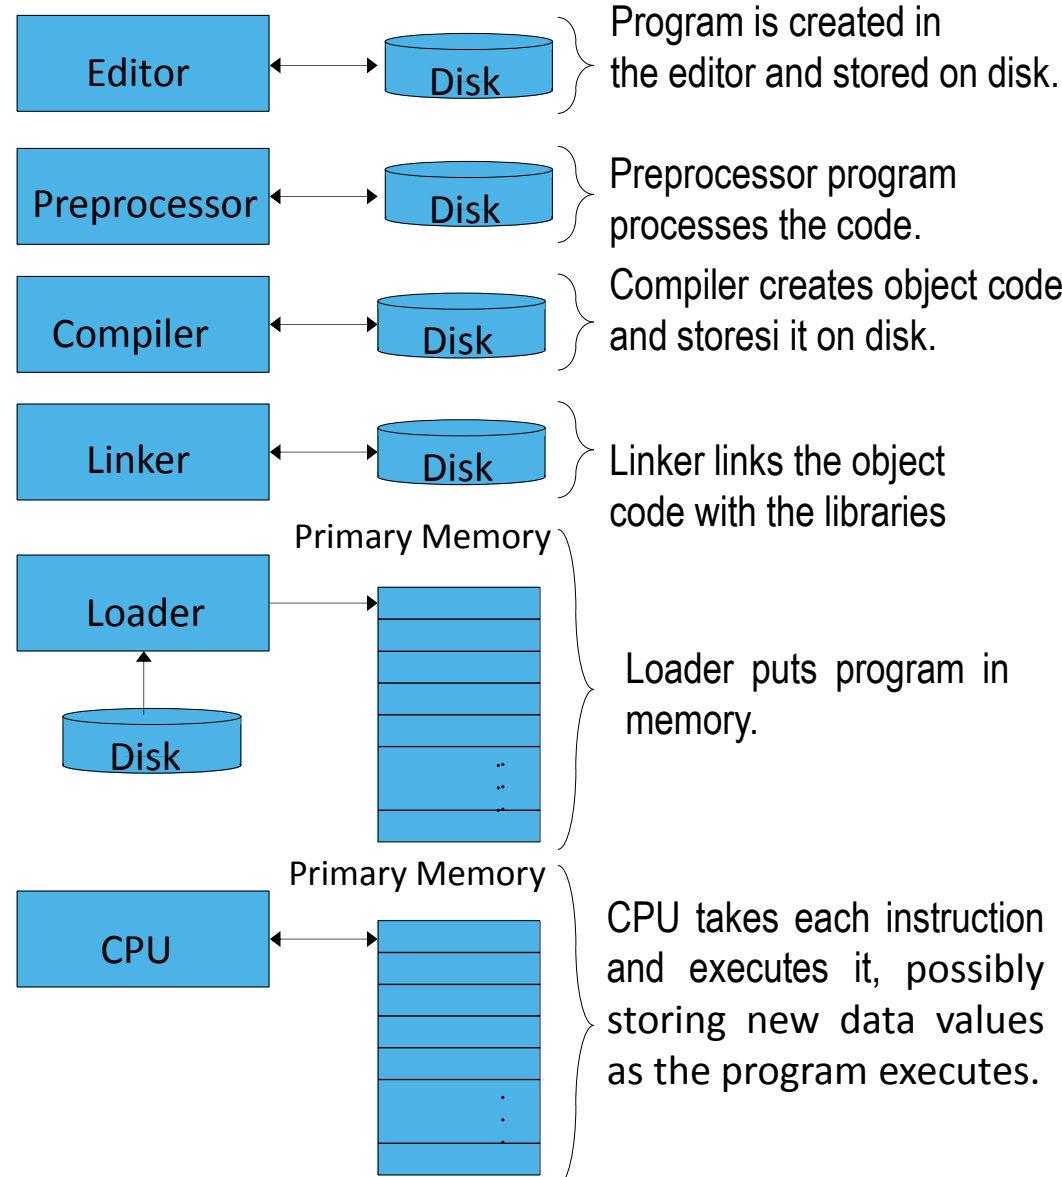 Editor
Disk
Program is created in
the editor and stored on disk.
Preprocessor
Disk
Preprocessor program
processes the code.
Compiler
Disk
Compiler creates object code
and storesi it on disk.
Linker
Disk
Linker links the object
code with the libraries
Primary Memory
Loader
Disk
Loader puts program in
memory.
Primary Memory
CPU
CPU takes each instruction
and executes it, possibly
storing new data values
as the program executes.